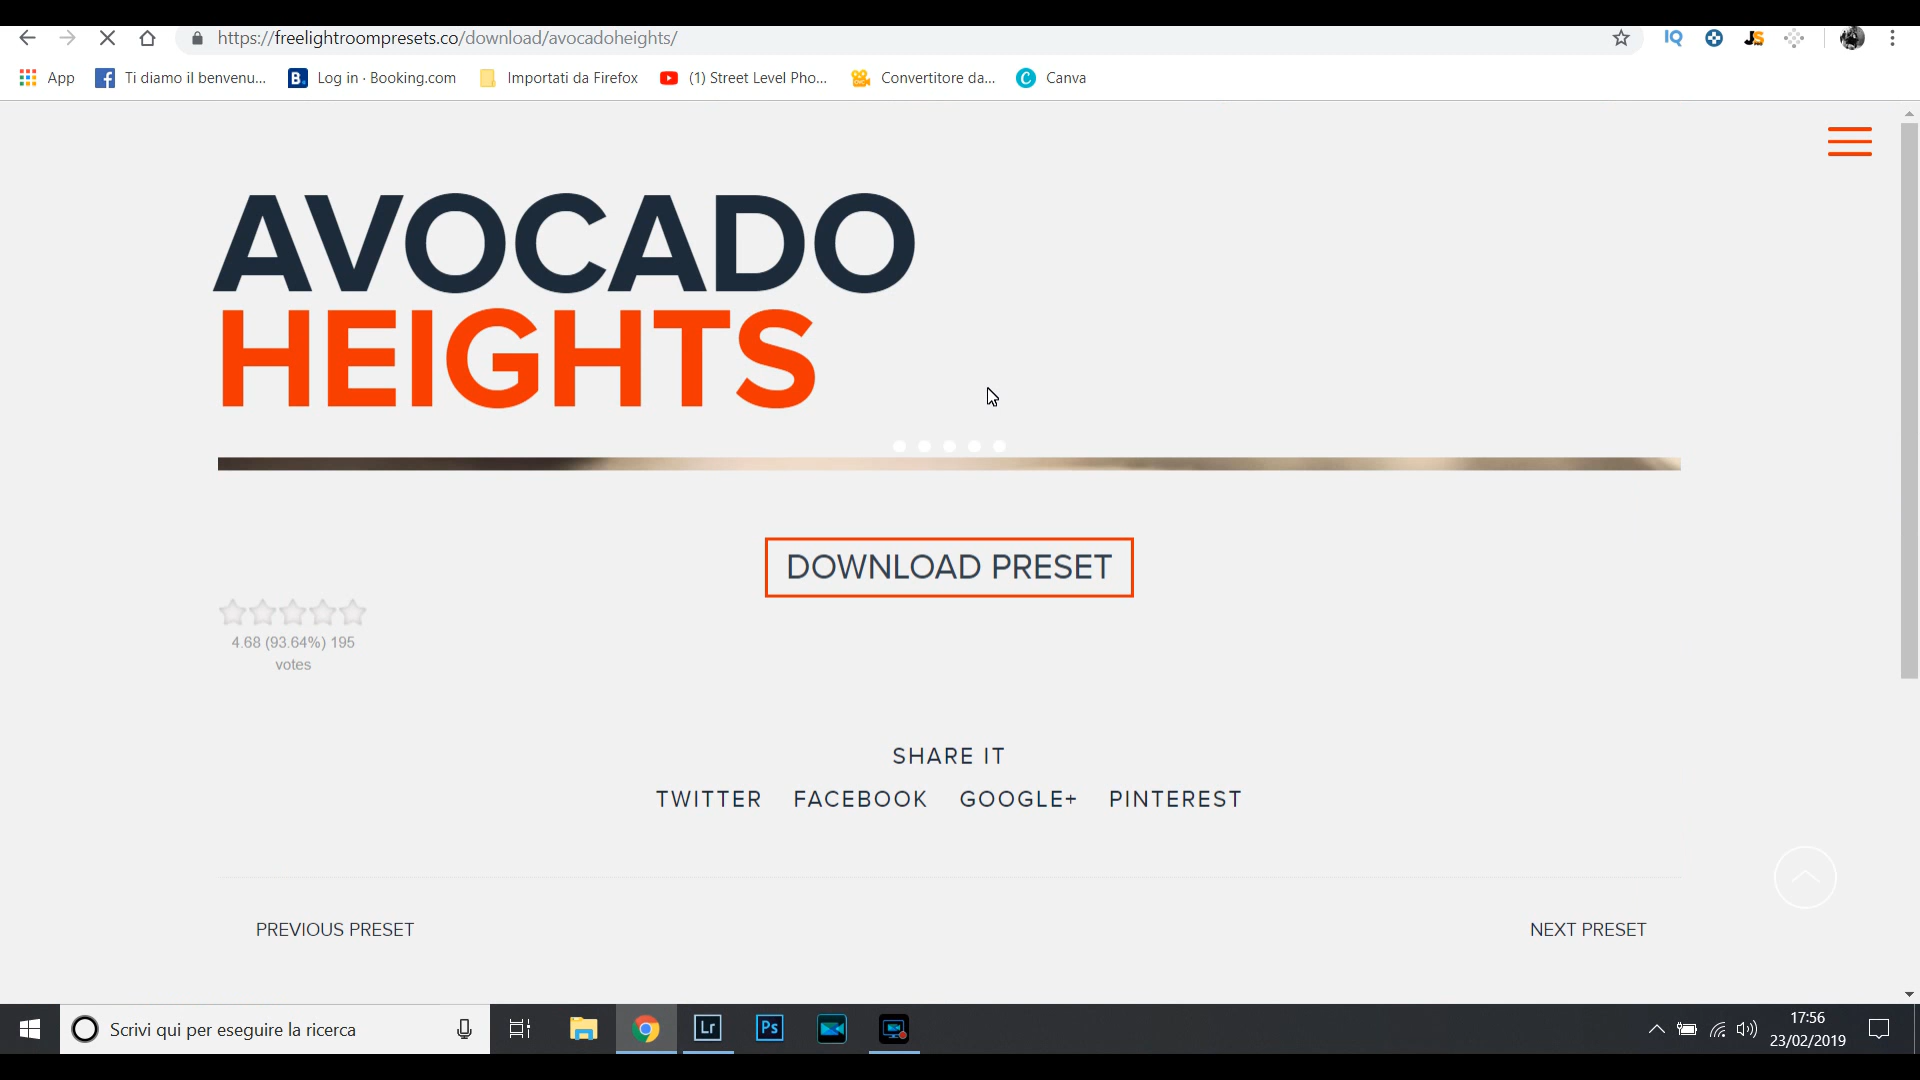 https://freelightroompresets.co/download/avocadoheights/
IQ
JS
App
Ti diamo il benvenu...
B.
Log in · Booking.com
Importati da Firefox
(1) Street Level Pho...
Convertitore da...
C
Canva
AVOCADO
HEIGHTS
DOWNLOAD PRESET
4.68 (93.64%) 195
votes
SHARE IT
TWITTER FACEBOOK GOOGLE+ PINTEREST
PREVIOUS PRESET
NEXT PRESET
Scrivi qui per eseguire la ricerca
Lr
Ps
17:56
23/02/2019